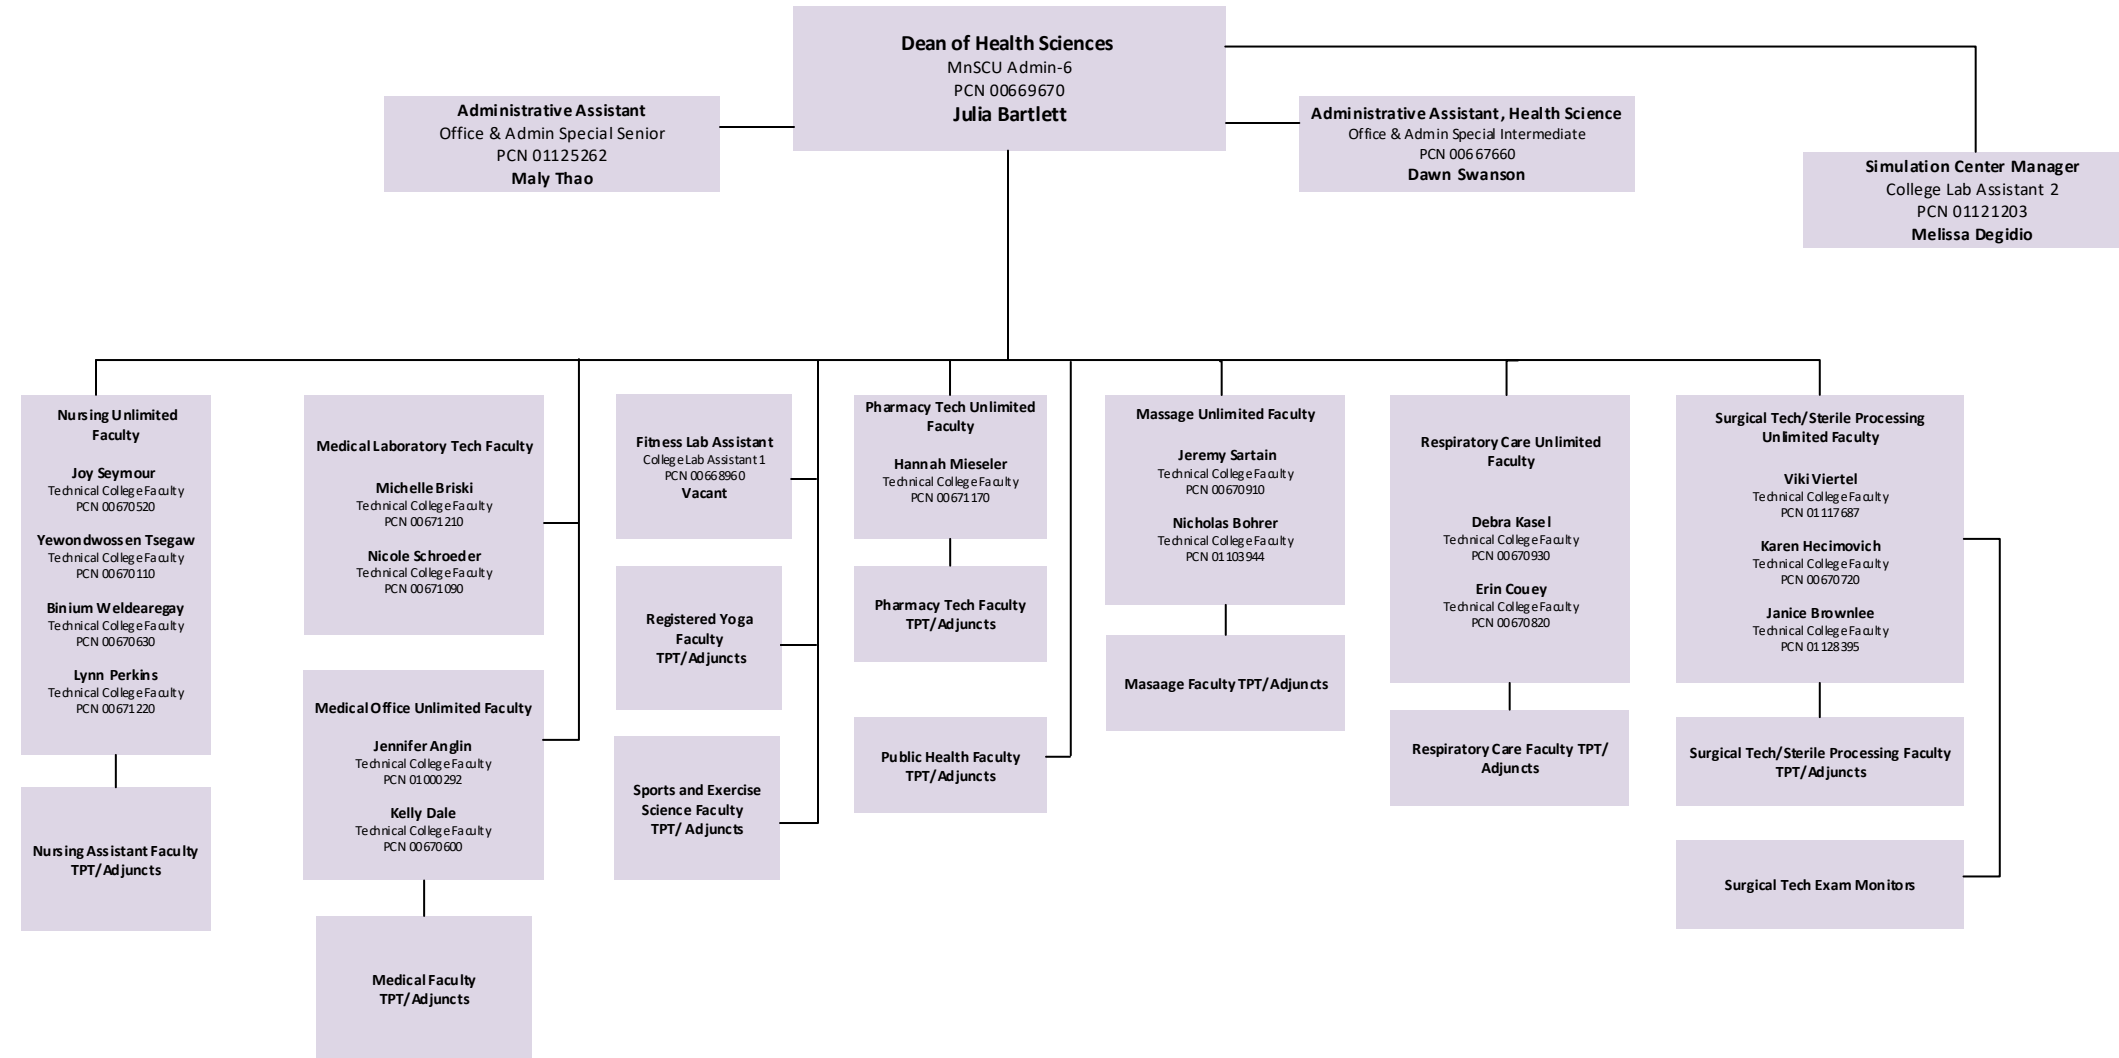 Dean of Health Sciences
MnSCU Admin-6
PCN 00669670
Julia Bartlett
Administrative Assistant
Office & Admin Special Senior
PCN 01125262
Maly Thao
Administrative Assistant, Health Science
Office & Admin Special Intermediate
PCN 00667660
Dawn Swanson
Simulation Center Manager
College Lab Assistant 2
PCN 01121203
Melissa Degidio
Nursing Unlimited
Faculty
Joy Seymour
Technical College Faculty
PCN 00670520
Yewondwossen Tsegaw
Technical College Faculty
PCN 00670110
Binium Weldearegay
Technical College Faculty
PCN 00670630
Lynn Perkins
Technical College Faculty
PCN 00671220
Nursing Assistant Faculty
TPT/Adjuncts
Medical Laboratory Tech Faculty
Michelle Briski
Technical College Faculty
PCN 00671210
Nicole Schroeder
Technical College Faculty
PCN 00671090
Medical Office Unlimited Faculty
Jennifer Anglin
Technical College Faculty
PCN 01000292
Kelly Dale
Technical College Faculty
PCN 00670600
Medical Faculty
TPT/Adjuncts
Fitness Lab Assistant
College Lab Assistant 1
PCN 00668960
Vacant
Registered Yoga
Faculty
TPT/Adjuncts
Sports and Exercise
Science Faculty
TPT/ Adjuncts
Pharmacy Tech Unlimited
Faculty
Hannah Mieseler
Technical College Faculty
PCN 00671170
Pharmacy Tech Faculty
TPT/Adjuncts
Public Health Faculty
TPT/Adjuncts
Massage Unlimited Faculty
Jeremy Sartain
Technical College Faculty
PCN 00670910
Nicholas Bohrer
Technical College Faculty
PCN 01103944
Masaage Faculty TPT/Adjuncts
Respiratory Care Unlimited
Faculty
Debra Kasel
Technical College Faculty
PCN 00670930
Erin Couey
Technical College Faculty
PCN 00670820
Respiratory Care Faculty TPT/
Adjuncts
Surgical Tech/Sterile Processing
Unlimited Faculty
Viki Viertel
Technical College Faculty
PCN 01117687
Karen Hecimovich
Technical College Faculty
PCN 00670720
Janice Brownlee
Technical College Faculty
PCN 01128395
Surgical Tech/Sterile Processing Faculty
TPT/Adjuncts
Surgical Tech Exam Monitors